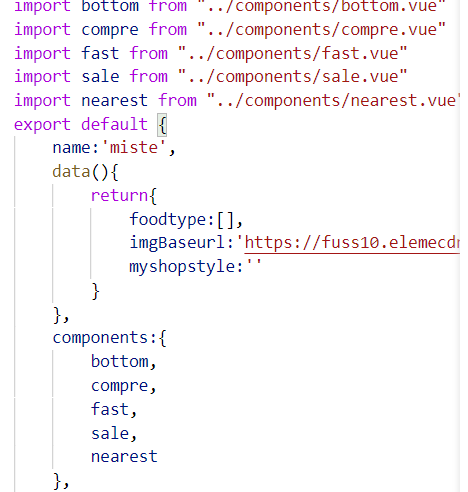 import bottom from "../components/bottom.vue"
import compre from "../components/compre.vue"
import fast from "../components/fast.vue"
import sale from "../components/sale.vue"
import nearest from "../components/nearest.vue"
export default {
    name:'miste',
    data(){
        return{
            foodtype:[],
            imgBaseurl:'https://fuss10.elemecdn
            myshopstyle:''
        }
    },
    components:{
        bottom,
        compre,
        fast,
        sale,
        nearest
    },